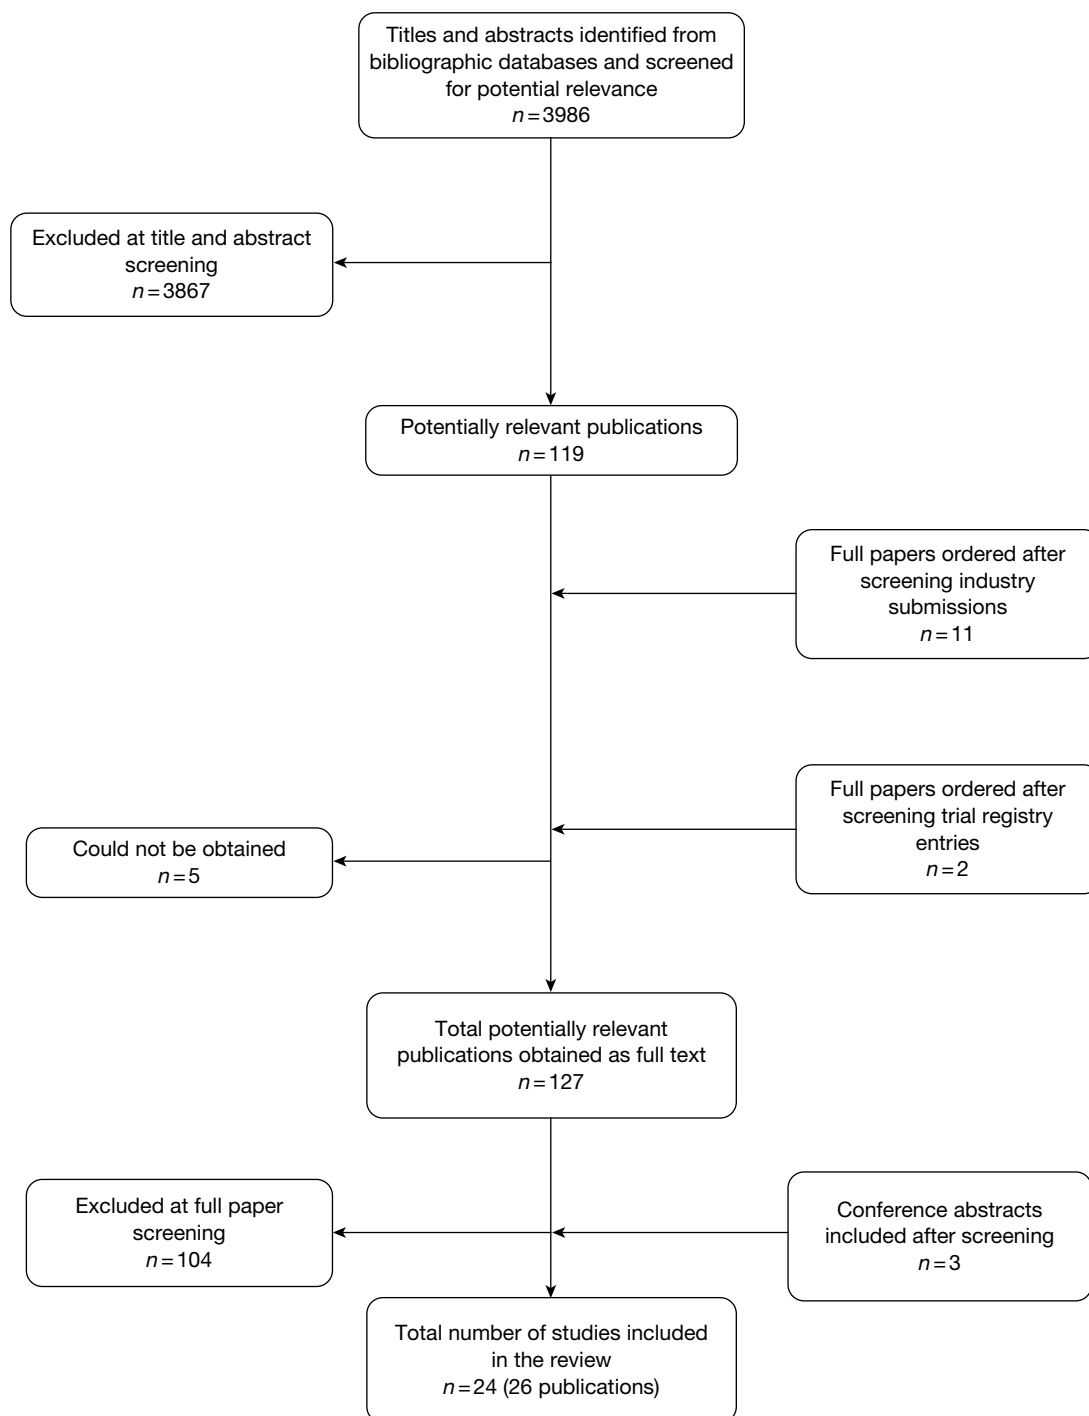 Titles and abstracts identified from
bibliographic databases and screened
for potential relevance
n=3986
Excluded at title and abstract
screening
n=3867
Potentially relevant publications
n=119
Full papers ordered after
screening industry
submissions
n=11
Full papers ordered after
screening trial registry
entries
n=2
Could not be obtained
n=5
Total potentially relevant
publications obtained as full text
n=127
Excluded at full paper
screening
n=104
Conference abstracts
included after screening
n=3
Total number of studies included
in the review
n=24 (26 publications)